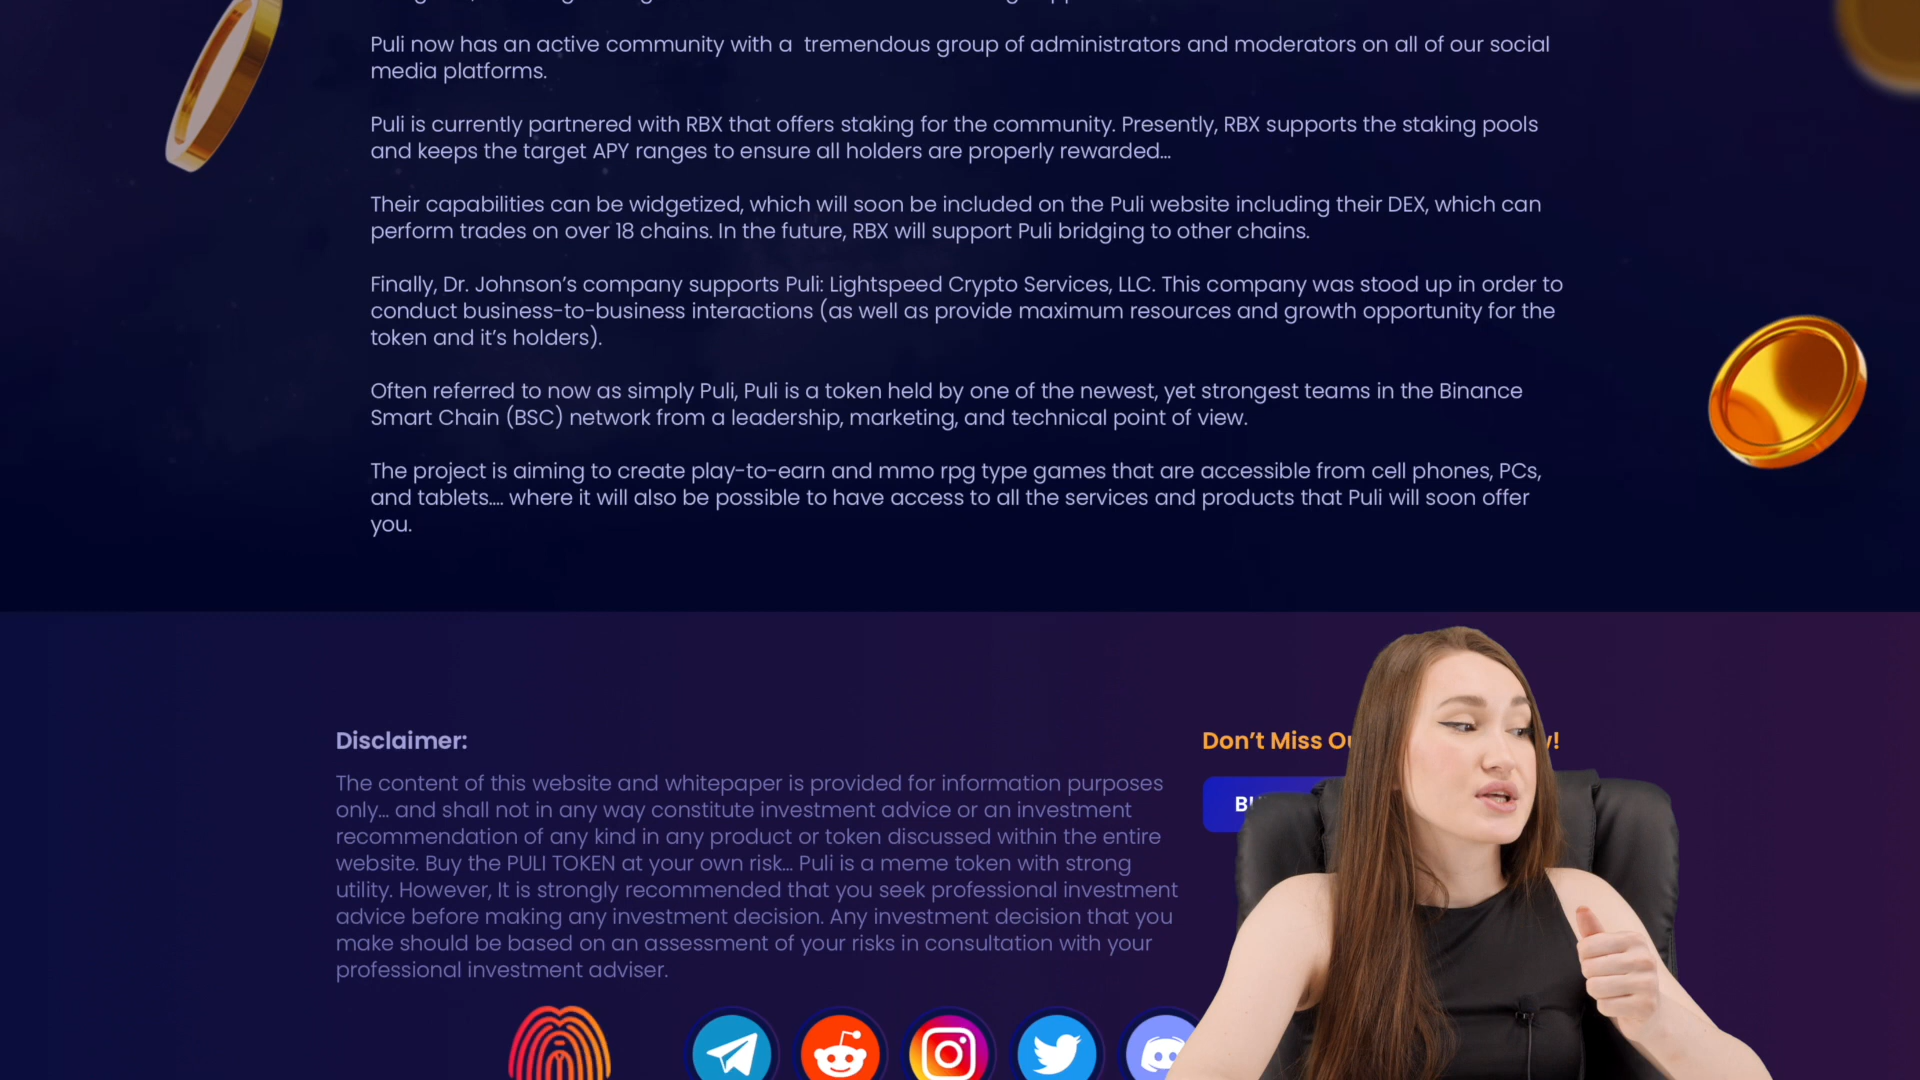 Puli now has an active community with a tremendous group of administrators and moderators on all of our social
media platforms.
Puli is currently partnered with RBX that offers staking for the community. Presently, RBX supports the staking pools
and keeps the target APY ranges to ensure all holders are properly rewarded...
Their capabilities can be widgetized, which will soon be included on the Puli website including their DEX, which can
perform trades on over 18 chains. In the future, RBX will support Puli bridging to other chains.
Finally, Dr. Johnson's company supports Puli: Lightspeed Crypto Services, LLC. This company was stood up in order to
conduct business-to-business interactions (as well as provide maximum resources and growth opportunity for the
token and it's holders).
Often referred to now as simply Puli, Puli is a token held by one of the newest, yet strongest teams in the Binance
Smart Chain (BSC) network from a leadership, marketing, and technical point of view.
The project is aiming to create play-to-earn and mmo rpg type games that are accessible from cell phones, PCs,
and tablets.... where it will also be possible to have access to all the services and products that Puli will soon offer
you.
Disclaimer:
The content of this website and whitepaper is provided for information purposes
only... and shall not in any way constitute investment advice or an investment
recommendation of any kind in any product or token discussed within the entire
website. Buy the PULI TOKEN at your own risk... Puli is a meme token with strong
utility. However, It is strongly recommended that you seek professional investment
advice before making any investment decision. Any investment decision that you
make should be based on an assessment of your risks in consultation with your
professional investment adviser.
Don't Miss